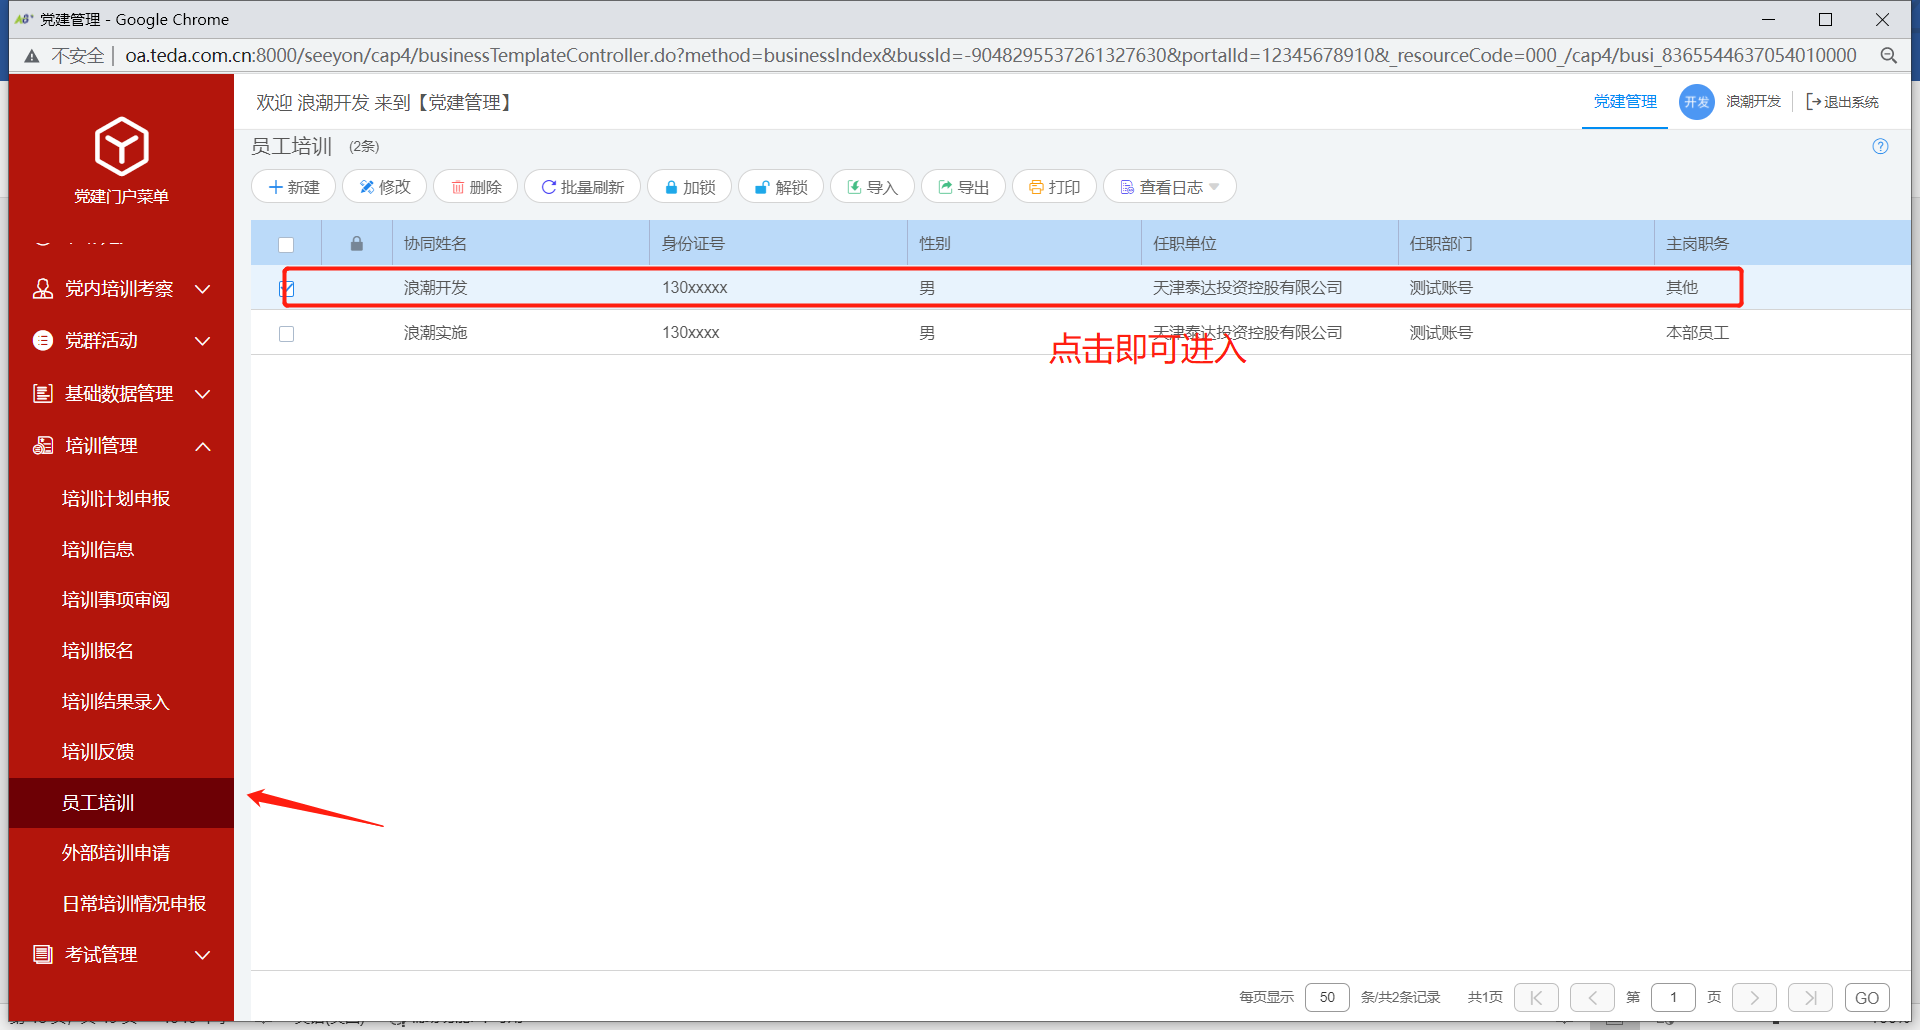 党建管理 - Google Chrome
不安全 | oa.teda.com.cn:8000/seeyon/cap4/businessTemplateController.do?method=businessIndex&bussId=-9048295537261327630&portalId=12345678910&_resourceCode=000_/cap4/busi_8365544637054010000
党建门户菜单
党内培训考察
党群活动
基础数据管理
培训管理
培训计划申报
培训信息
培训事项审阅
培训报名
培训结果录入
培训反馈
员工培训
外部培训申请
日常培训情况申报
考试管理
欢迎 浪潮开发 来到【党建管理】
党建管理 开发 浪潮开发 退出系统
员工培训 (2条)
新建 修改 删除 批量刷新 加锁 解锁 导入 导出 打印 查看日志
协同姓名 身份证号 性别 任职单位 任职部门 主岗职务
浪潮开发 130xxxxx 男 天津泰达投资控股有限公司 测试账号 其他
浪潮实施 130xxxx 男 天津泰达投资控股有限公司 测试账号 本部员工
点击即可进入
每页显示 50 条/共2条记录 共1页 第 1 页 GO